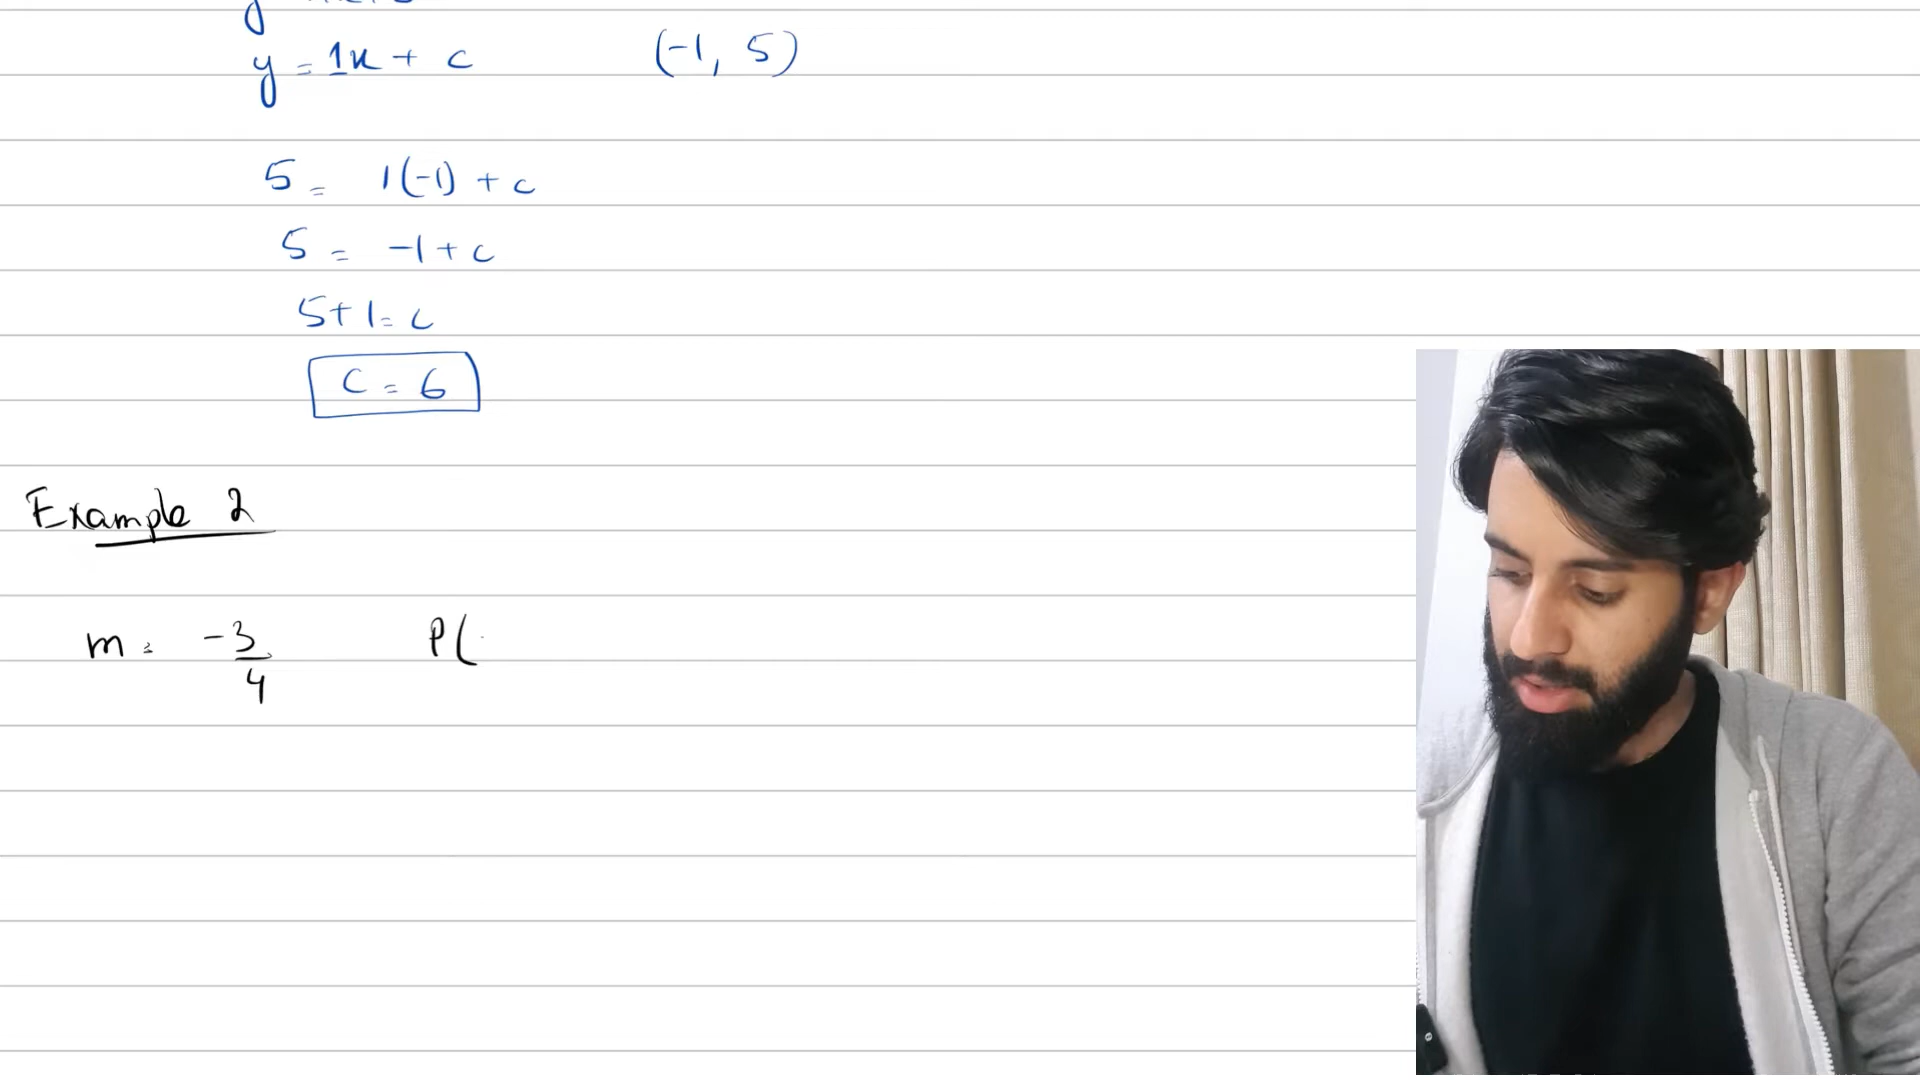 y = 1x + c (-1, 5)
5 = 1(-1) + c
5 = -1 + c
5 + 1 = c
c = 6
Example 2
m = -3/4 P(